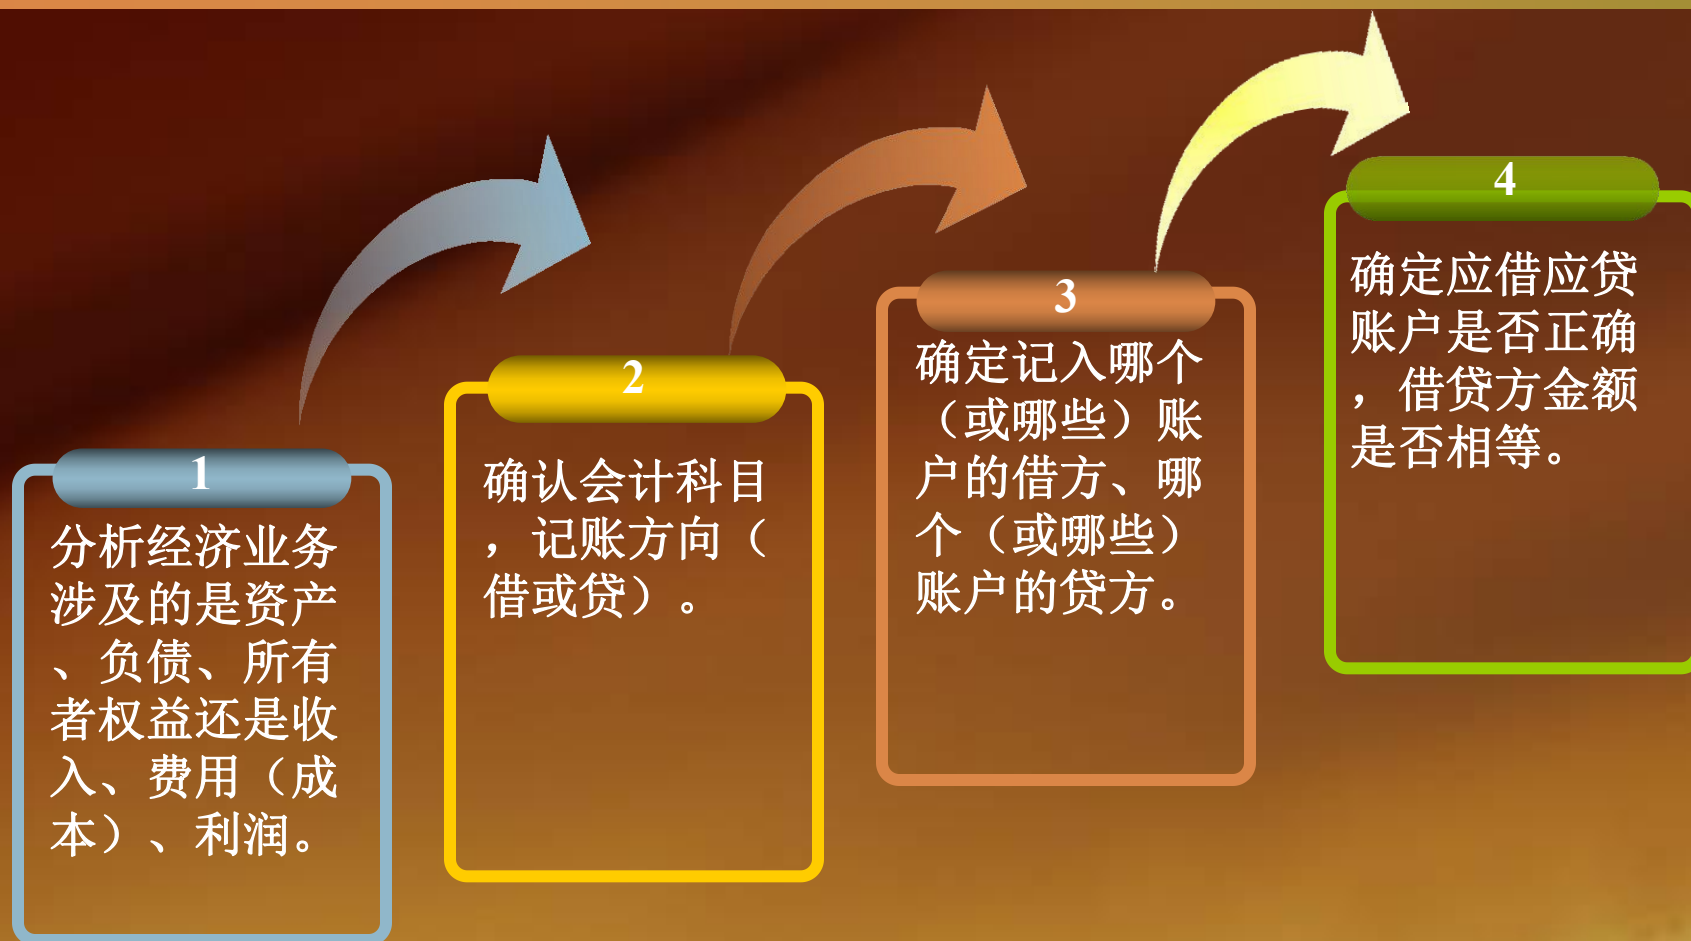 1
分析经济业务
涉及的是资产
、负债、所有
者权益还是收
入、费用（成
本）、利润。
2
确认会计科目
，记账方向（
借或贷）。
3
确定记入哪个
（或哪些）账
户的借方、哪
个（或哪些）
账户的贷方。
4
确定应借应贷
账户是否正确
，借贷方金额
是否相等。